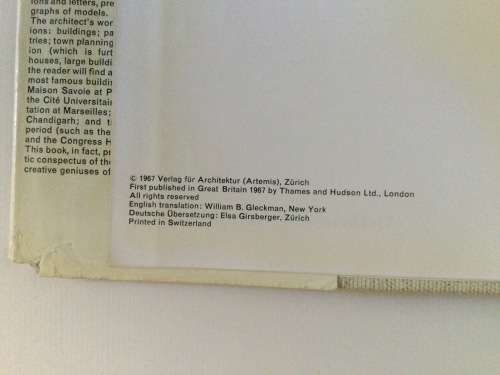 ions and letters, pre
graphs of models.
The architect's wor
ions: buildings; pa
tries; town planning
ion (which is furt
houses, large buildi
the reader will find a
most famous buildin
Maison Savoie at P
the Cité Universitair
tation at Marseilles;
Chandigarh; and t
period (such as the
and the Congress H
This book, in fact, pr
tic conspectus of the
creative geniuses of
© 1967 Verlag für Architektur (Artemis), Zürich
First published in Great Britain 1967 by Thames and Hudson Ltd., London
All rights reserved
English translation: William B. Gleckman, New York
Deutsche Übersetzung: Elsa Girsberger, Zürich
Printed in Switzerland